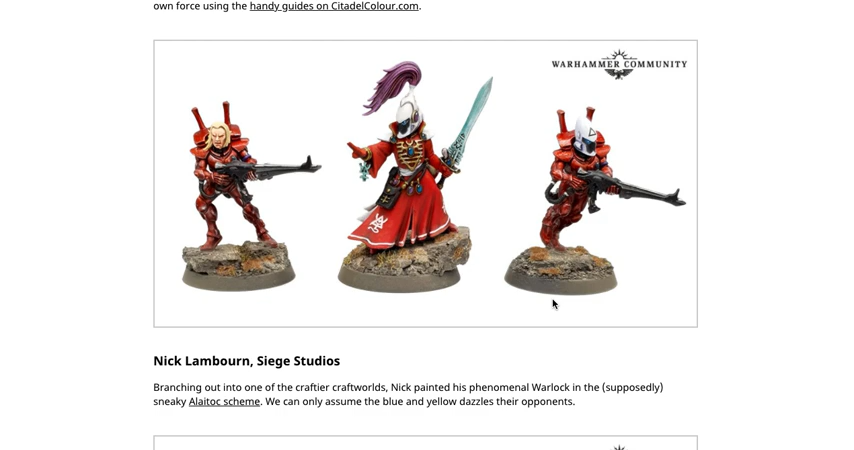 own force using the handy guides on CitadelColour.com.
WARHAMMER COMMUNITY
Nick Lambourn, Siege Studios
Branching out into one of the craftier craftworlds, Nick painted his phenomenal Warlock in the (supposedly)
sneaky Alaitoc scheme. We can only assume the blue and yellow dazzles their opponents.